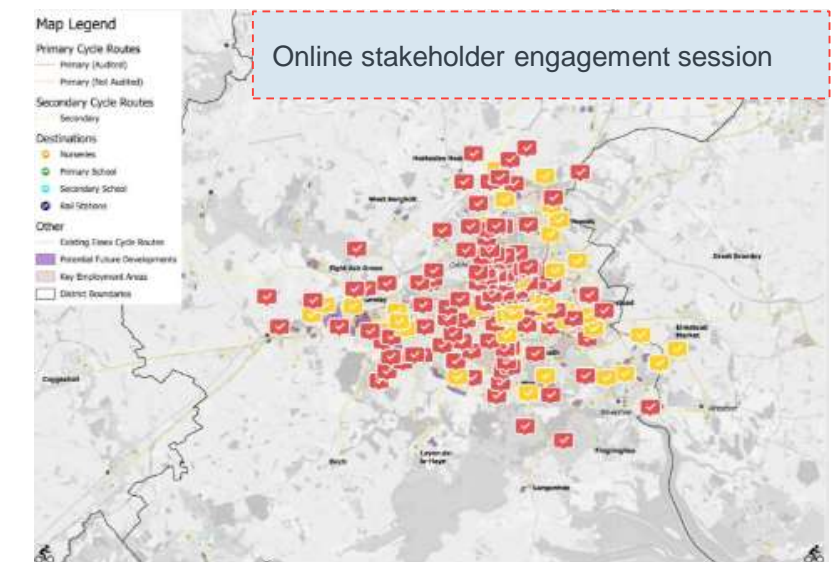 Map Legend
Online stakeholder engagement session
Primary Cycle Routes
Primary (Audited)
Primary (Not Audited)
Secondary Cycle Routes
Secondary
Destinations
Nurseries
Primary School
Secondary School
Rail Stations
Other
Existing Essex Cycle Routes
Potential Future Developments
Key Employment Areas
District Boundaries
West Bergholt
Eight Ash Green
Great Bromley
Elmstead
Market
Coggeshall
Birch
Layer-de-
la-Haye
Fingringhoe
Langenhoe